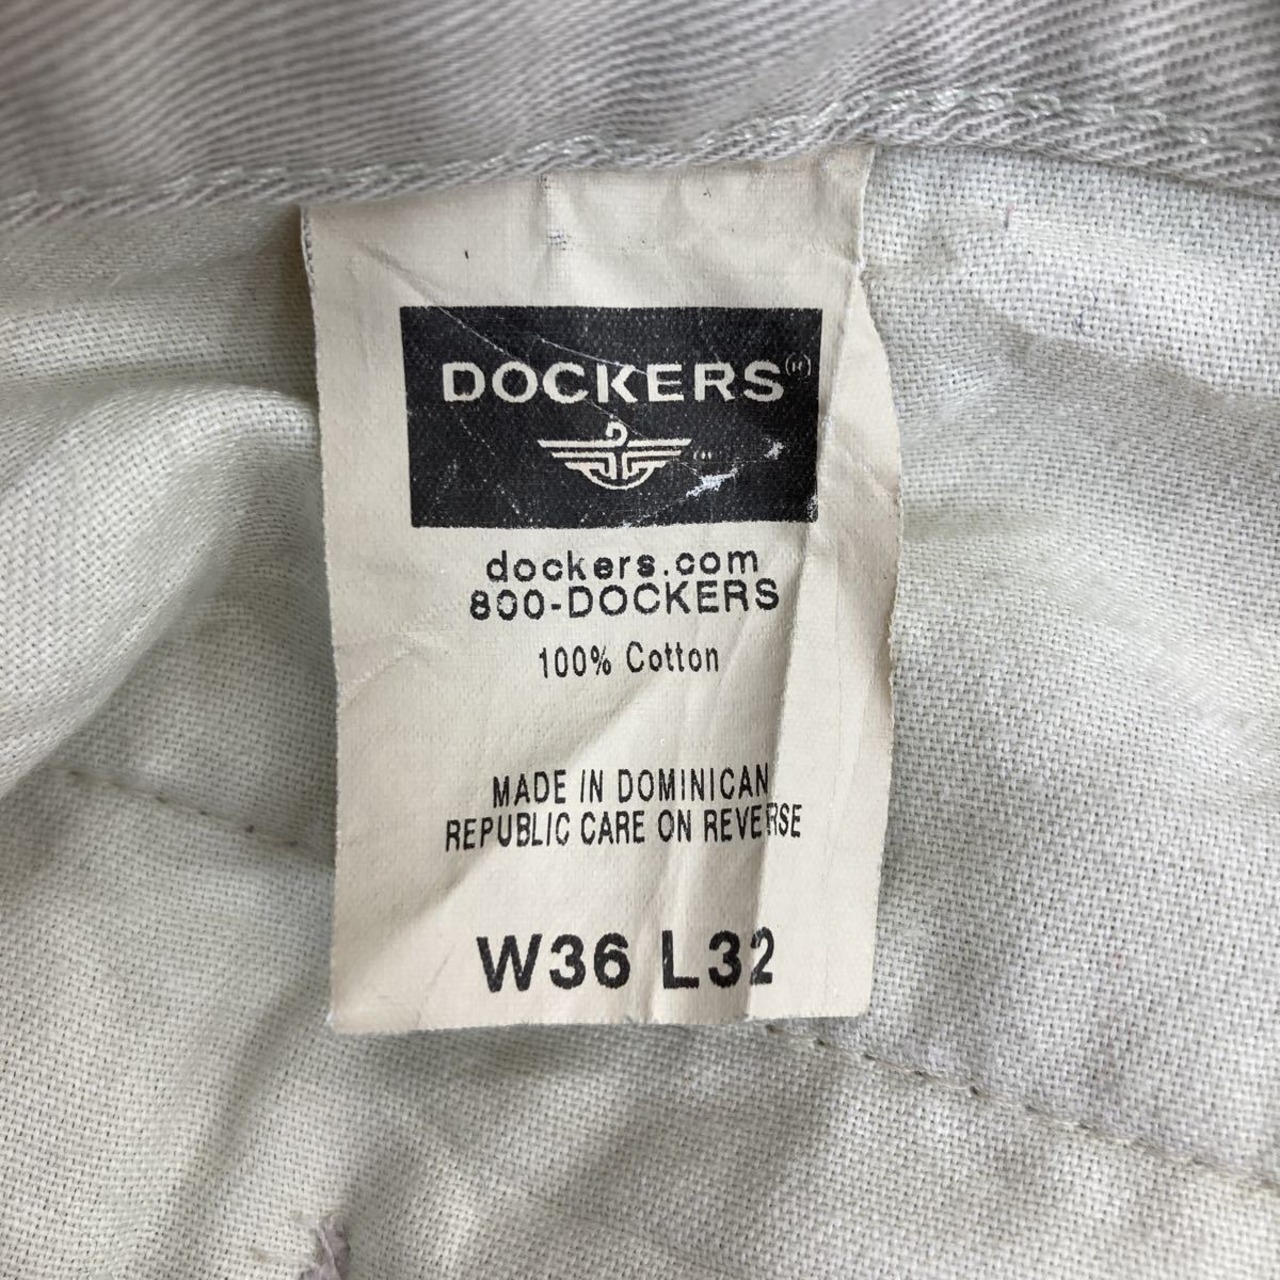 DOCKERS(R)
dockers.com
800-DOCKERS
100% Cotton
MADE IN DOMINICAN
REPUBLIC CARE ON REVERSE
W36 L32